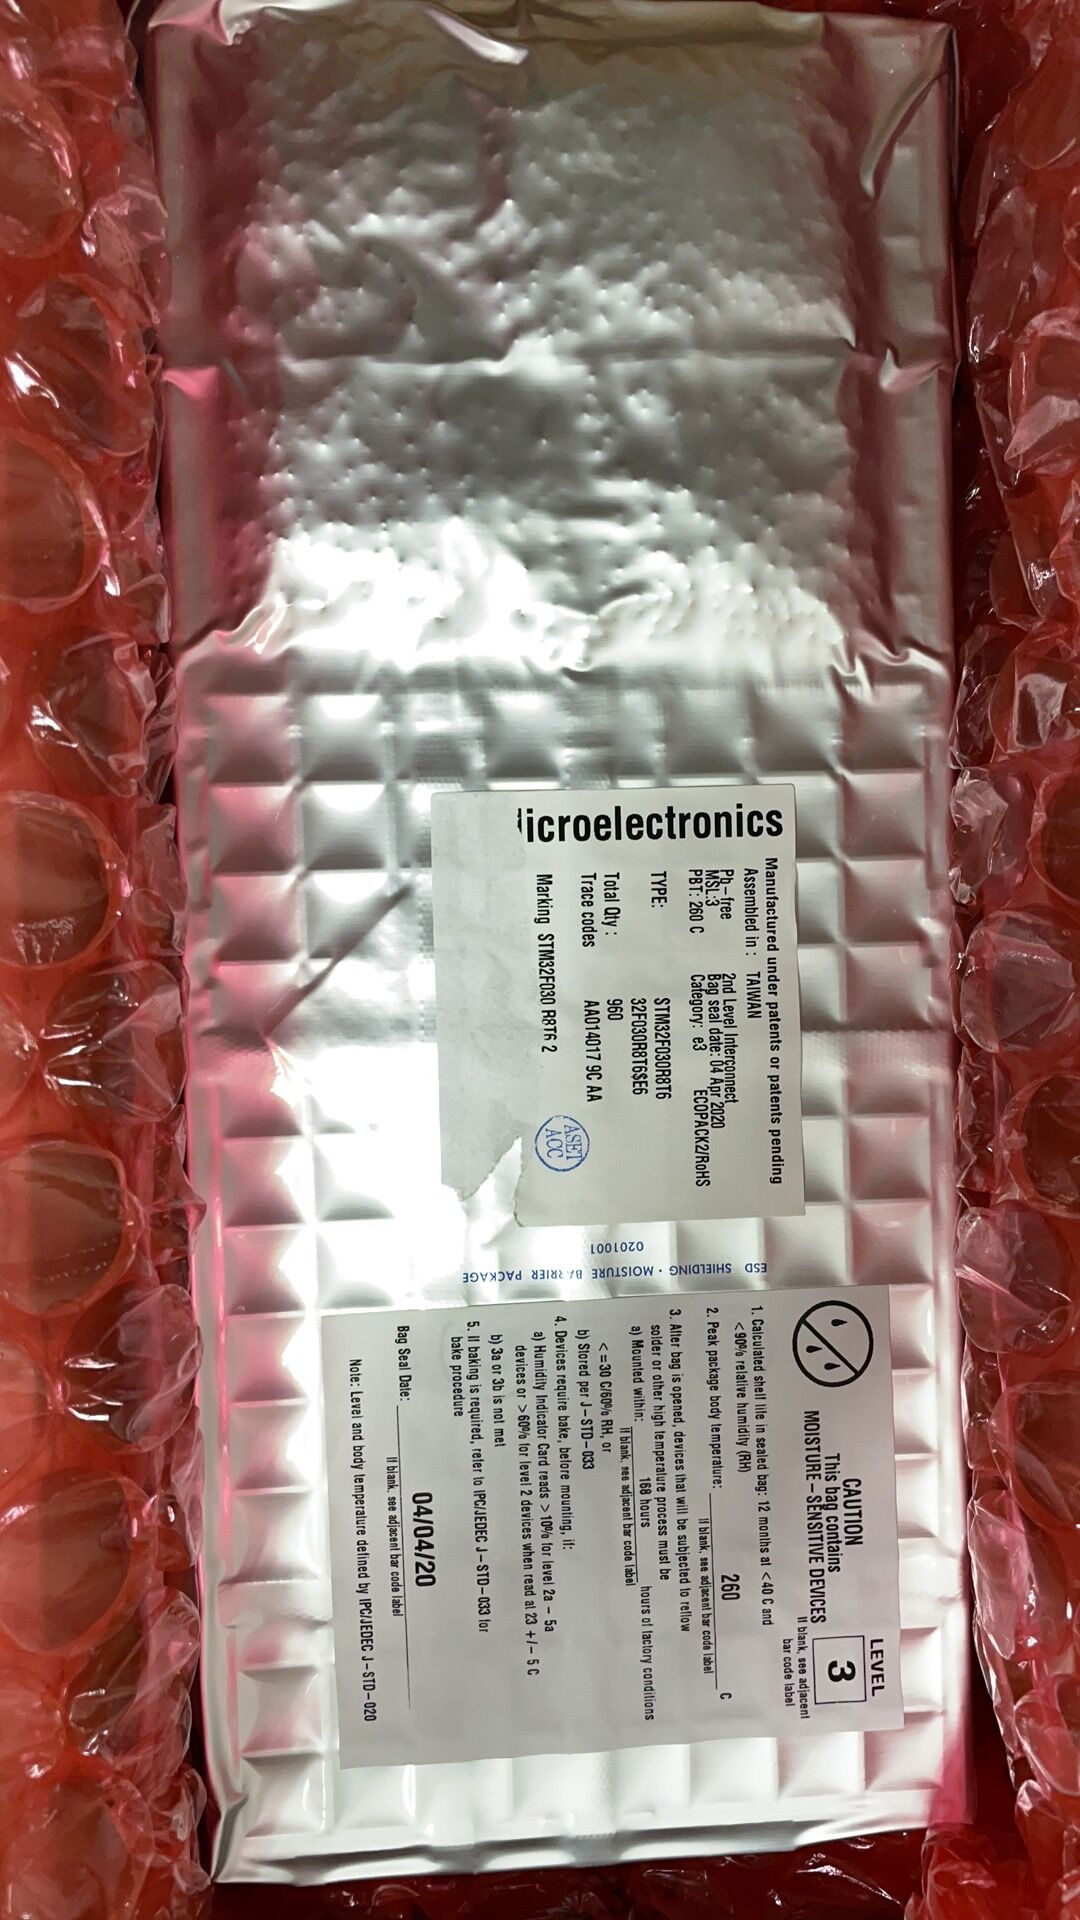 icroelectronics
Manufactured under patents or patents pending
Assembled in : TAIWAN
Pb-free 2nd Level Interconnect
MSL:3 Bag seal date: 04 Apr 2020
PBT: 260 C Category: e3 ECOPACK2/RoHS
TYPE: STM32F030R8T6
32F030R8T6$E6
Total Qty : 960
Trace codes AA014017 9C AA
Marking STM32F030 R8T6 2
ASET
ACC
ESD SHIELDING • MOISTURE BARRIER PACKAGE
0201001
LEVEL
3
If blank, see adjacent
bar code label
CAUTION
This bag contains
MOISTURE-SENSITIVE DEVICES
1. Calculated shelf life in sealed bag: 12 months at <40 C and
<90% relative humidity (RH)
2. Peak package body temperature: 260 C
If blank, see adjacent bar code label
3. After bag is opened, devices that will be subjected to reflow
solder or other high temperature process must be
a) Mounted within: 168 hours hours of factory conditions
If blank, see adjacent bar code label
<=30 C/60% RH, or
b) Stored per J-STD-033
4. Devices require bake, before mounting, if:
a) Humidity Indicator Card reads >10% for level 2a - 5a
devices or >60% for level 2 devices when read at 23 +/- 5 C
b) 3a or 3b is not met
5. If baking is required, refer to IPC/JEDEC J-STD-033 for
bake procedure
Bag Seal Date: 04/04/20
If blank, see adjacent bar code label
Note: Level and body temperature defined by IPC/JEDEC J-STD-020